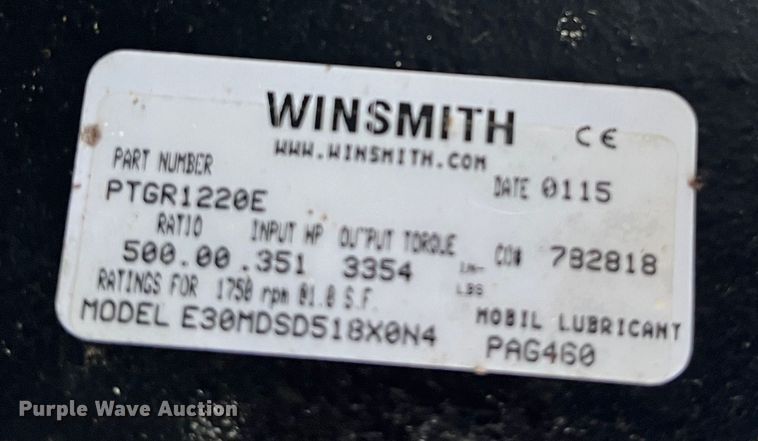 WINSMITH CE
WWW.WINSMITH.COM
PART NUMBER
PTGR1220E
DATE 0115
RATIO INPUT HP OUTPUT TORQUE
500.00 .351 3354 IN-LBS CO# 782818
RATINGS FOR 1750 rpm @1.0 S.F.
MODEL E30MDSD518X0N4
MOBIL LUBRICANT
PAG460
Purple Wave Auction